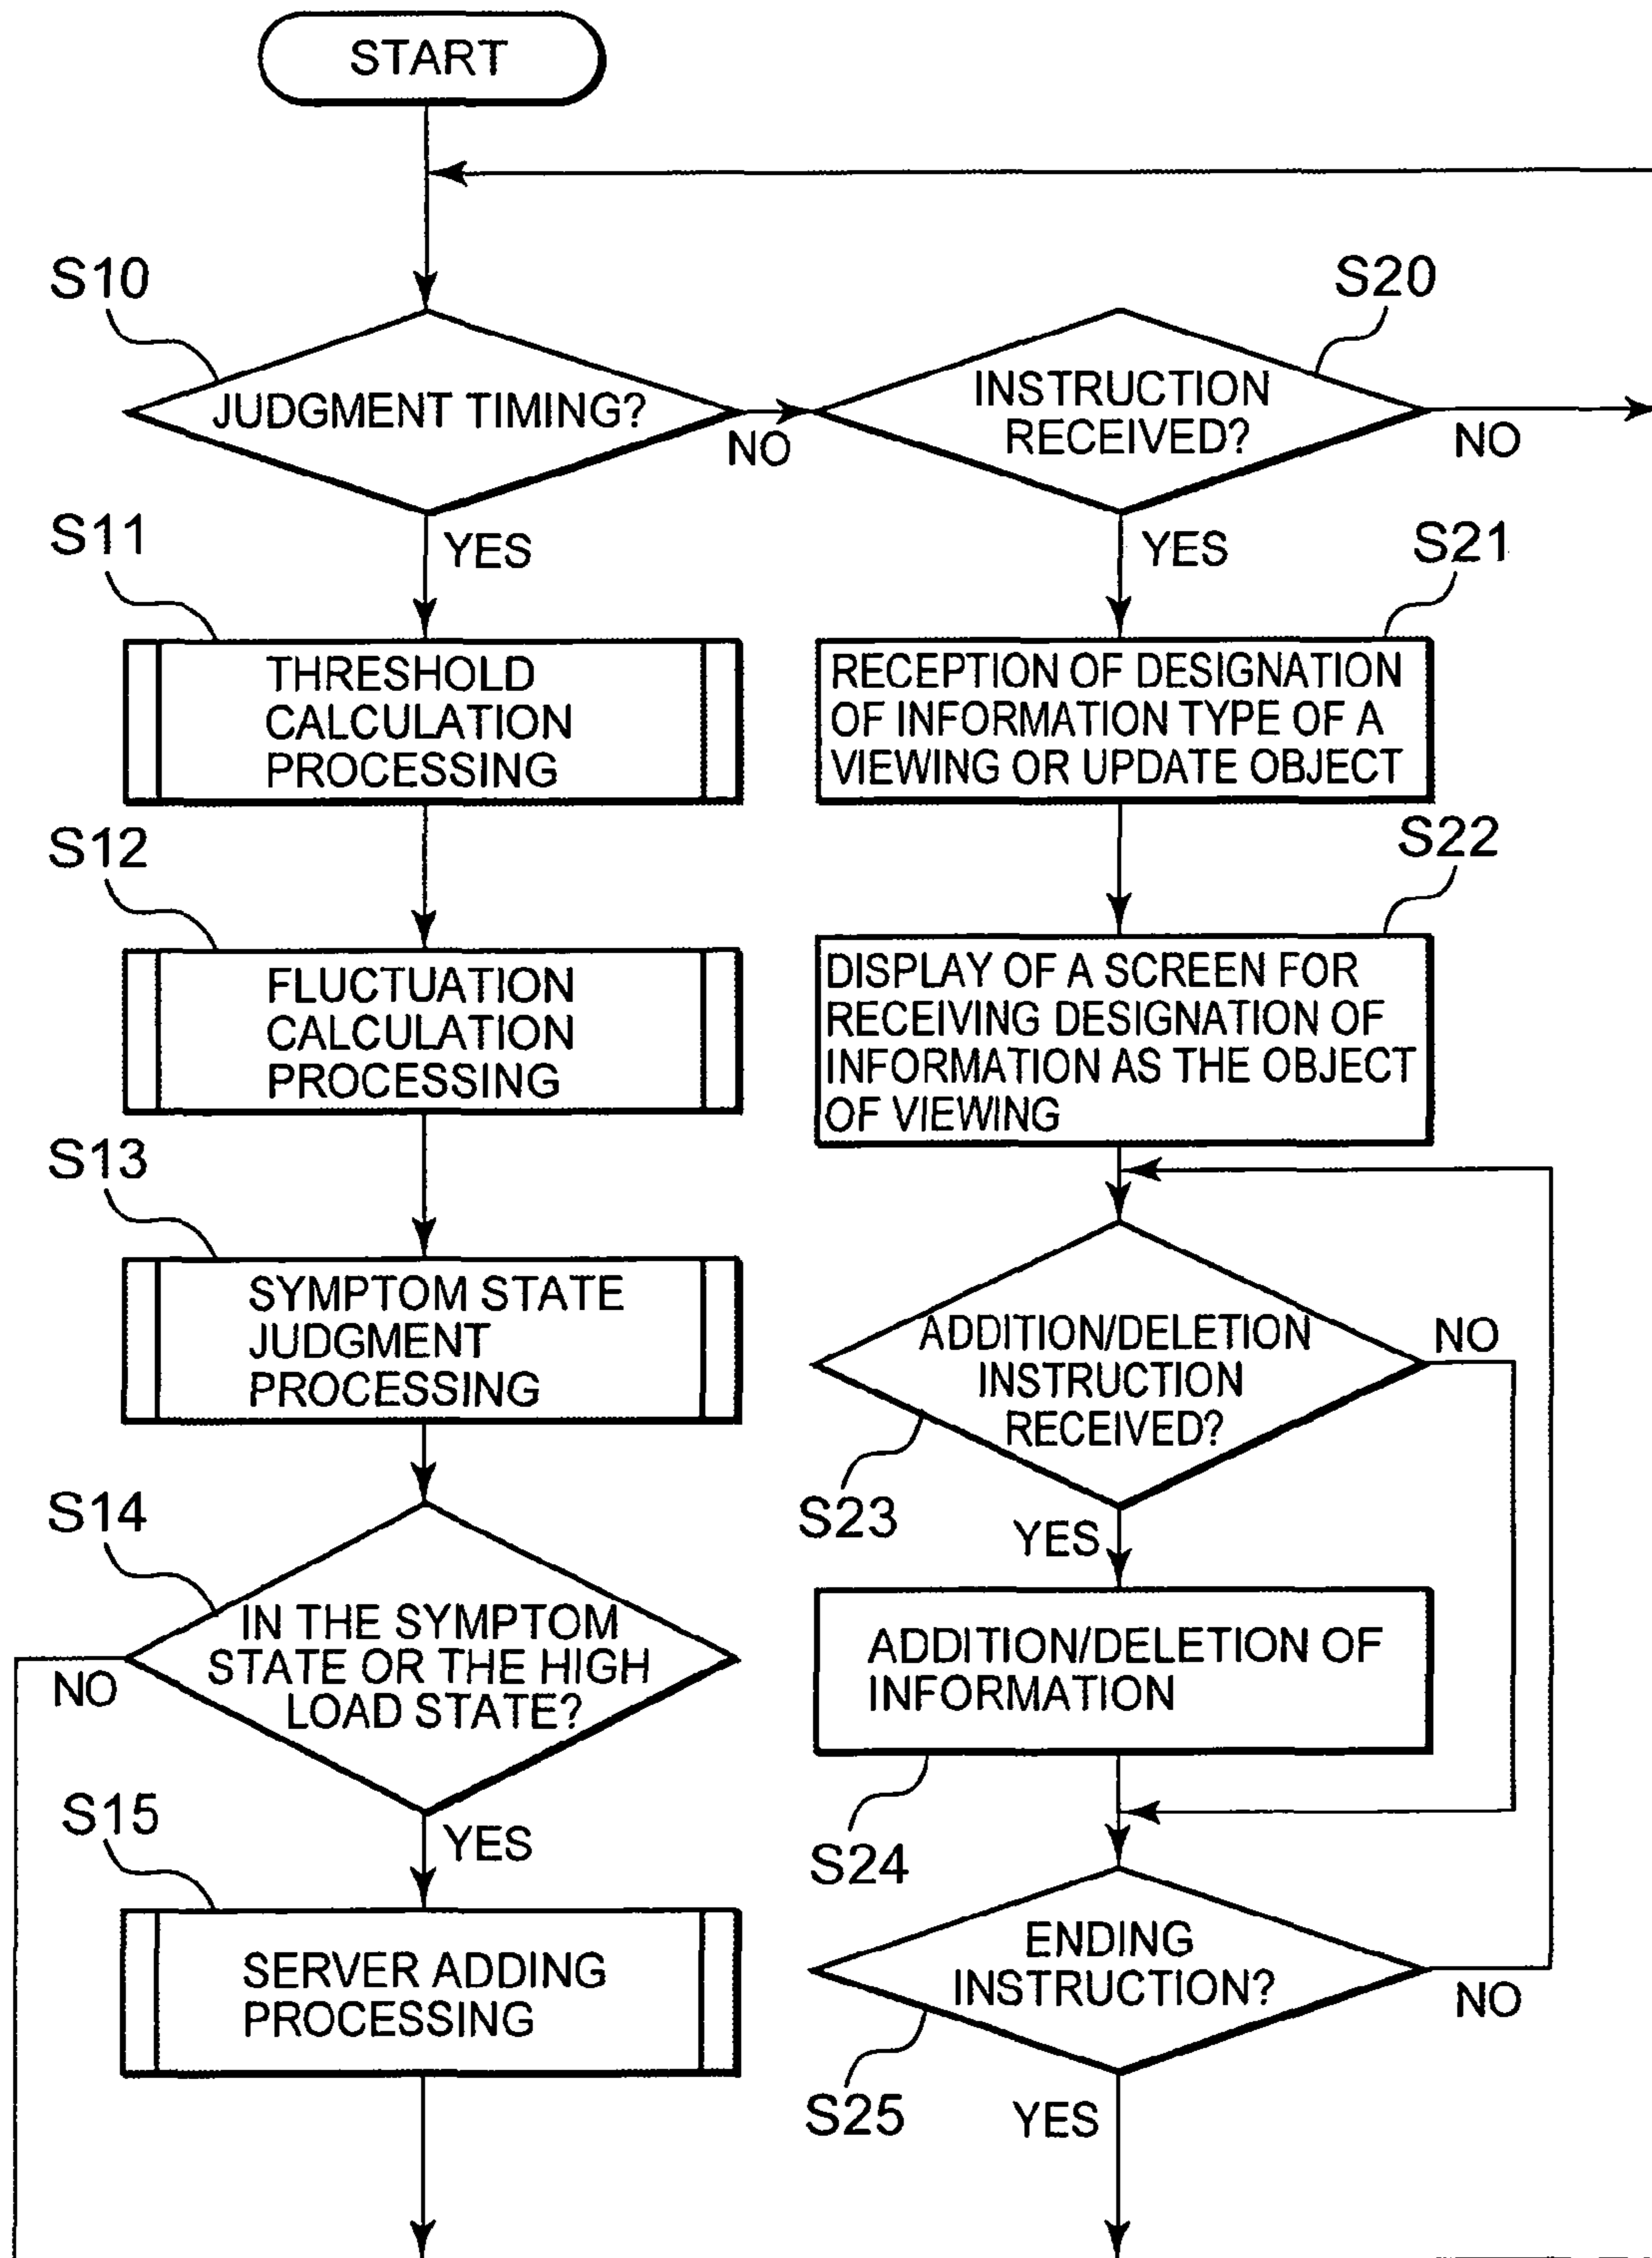 START
S10
JUDGMENT TIMING?
NO
YES
S11
THRESHOLD
CALCULATION
PROCESSING
S12
FLUCTUATION
CALCULATION
PROCESSING
S13
SYMPTOM STATE
JUDGMENT
PROCESSING
S14
IN THE SYMPTOM
STATE OR THE HIGH
LOAD STATE?
NO
YES
S15
SERVER ADDING
PROCESSING
S20
INSTRUCTION
RECEIVED?
NO
YES
S21
RECEPTION OF DESIGNATION
OF INFORMATION TYPE OF A
VIEWING OR UPDATE OBJECT
S22
DISPLAY OF A SCREEN FOR
RECEIVING DESIGNATION OF
INFORMATION AS THE OBJECT
OF VIEWING
ADDITION/DELETION
INSTRUCTION
RECEIVED?
NO
S23
YES
ADDITION/DELETION OF
INFORMATION
S24
ENDING
INSTRUCTION?
NO
S25
YES